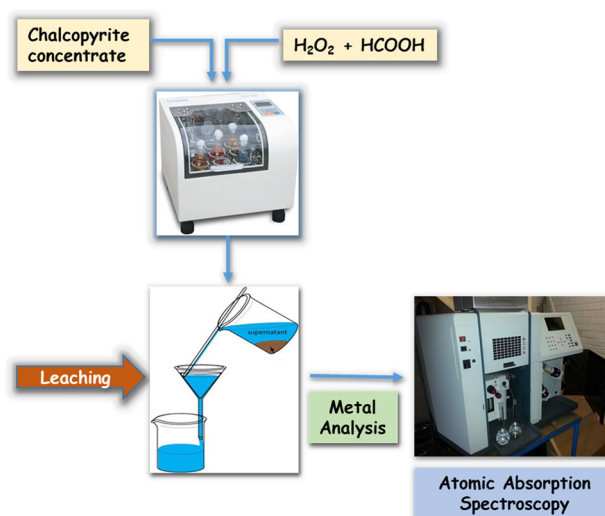 Chalcopyrite
concentrate
H₂O₂ + HCOOH
supernatant
Leaching
Metal
Analysis
Atomic Absorption
Spectroscopy